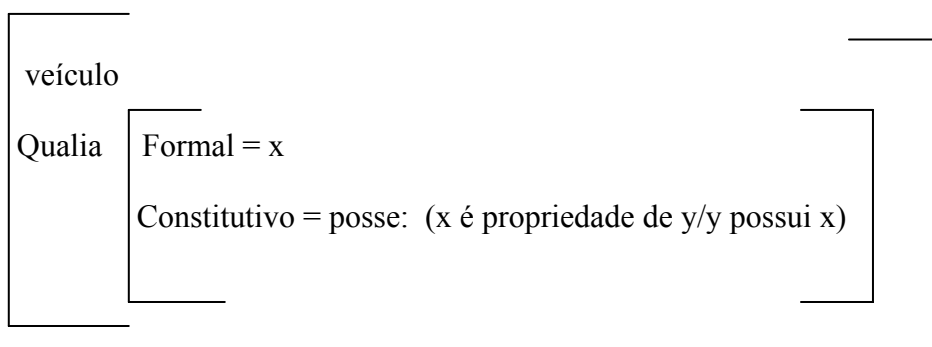 veículo
Qualia Formal = x
Constitutivo = posse: (x é propriedade de y/y possui x)